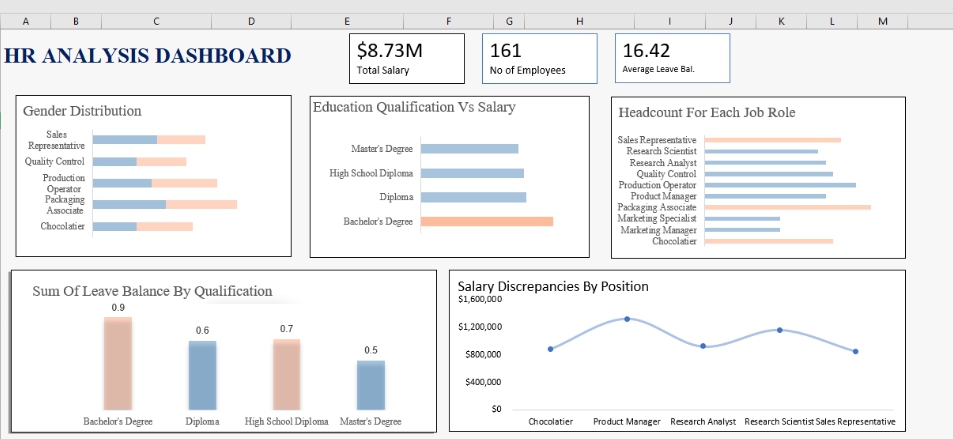 A B C D E F G H I J K L M
HR ANALYSIS DASHBOARD
$8.73M
Total Salary
161
No of Employees
16.42
Average Leave Bal.
Gender Distribution
Sales
Representative
Quality Control
Production
Operator
Packaging
Associate
Chocolatier
Education Qualification Vs Salary
Master's Degree
High School Diploma
Diploma
Bachelor's Degree
Headcount For Each Job Role
Sales Representative
Research Scientist
Research Analyst
Quality Control
Production Operator
Product Manager
Packaging Associate
Marketing Specialist
Marketing Manager
Chocolatier
Sum Of Leave Balance By Qualification
0.9
0.6
0.7
0.5
Bachelor's Degree Diploma High School Diploma Master's Degree
Salary Discrepancies By Position
$1,600,000
$1,200,000
$800,000
$400,000
$0
Chocolatier Product Manager Research Analyst Research Scientist Sales Representative